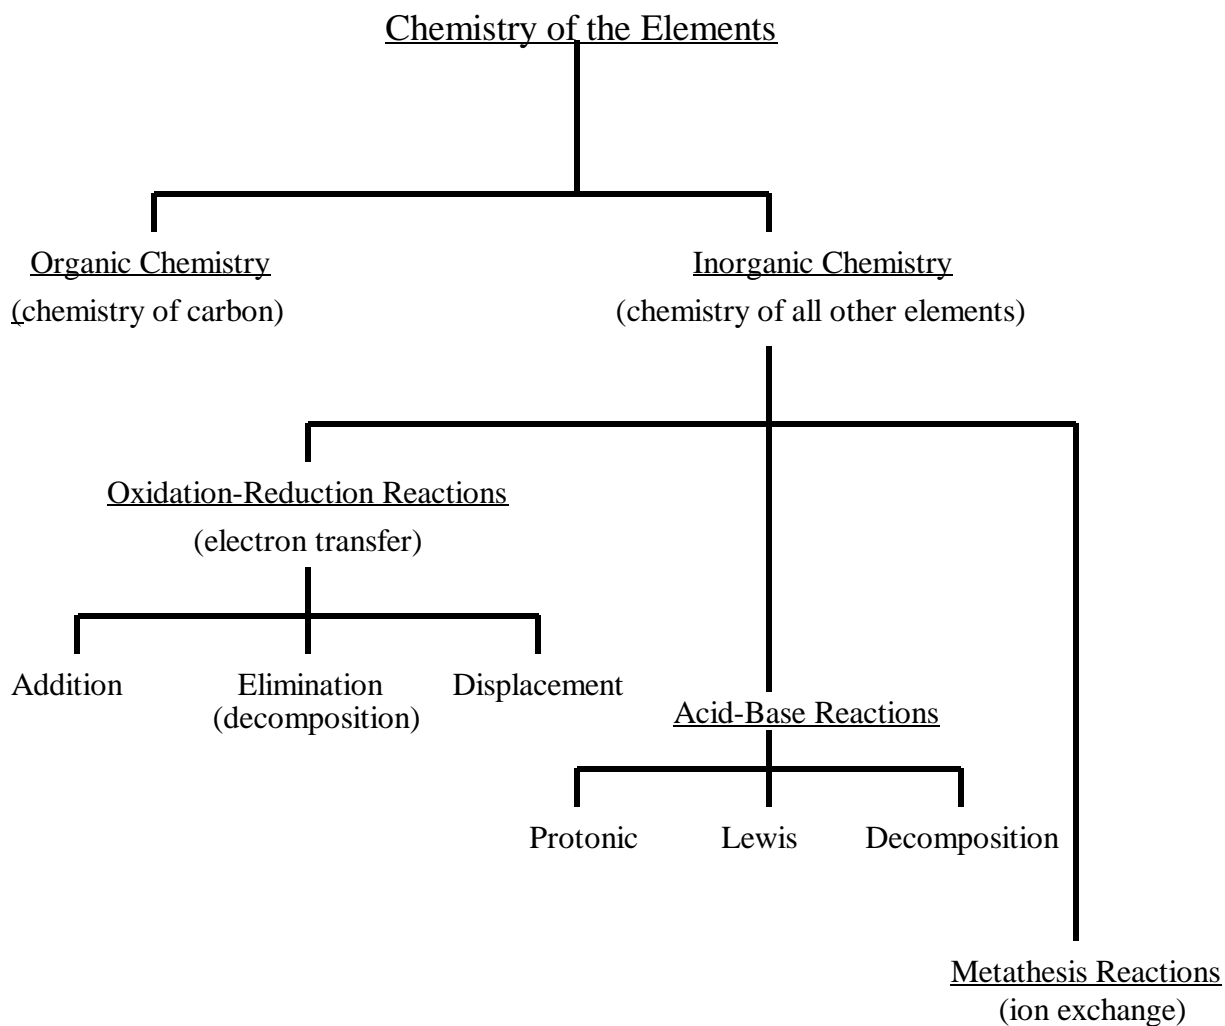 Chemistry of the Elements
Organic Chemistry
(chemistry of carbon)
Inorganic Chemistry
(chemistry of all other elements)
Oxidation-Reduction Reactions
(electron transfer)
Addition
Elimination
(decomposition)
Displacement
Acid-Base Reactions
Protonic
Lewis
Decomposition
Metathesis Reactions
(ion exchange)